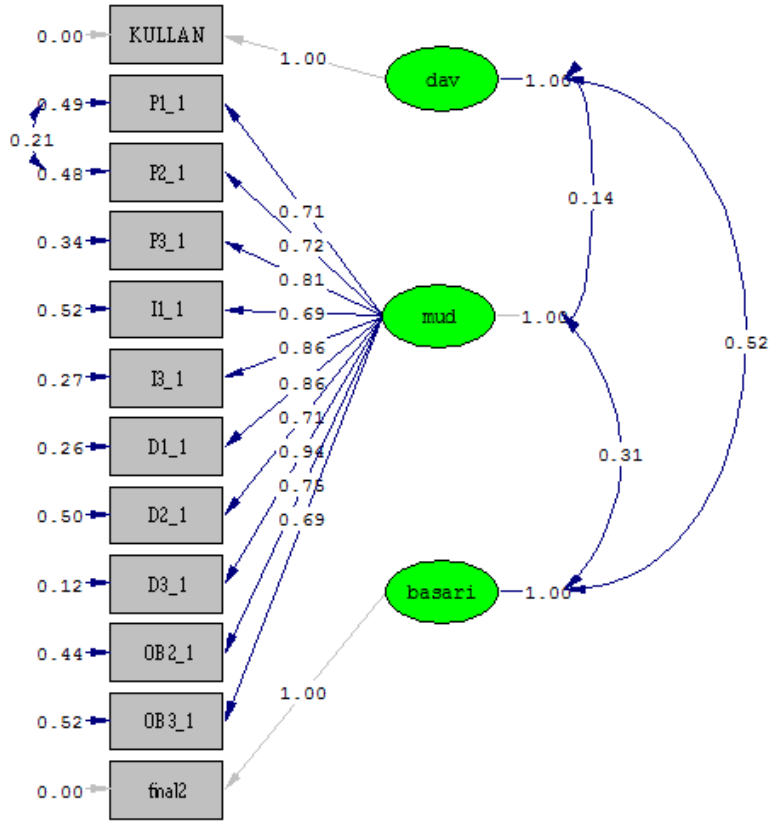 0.00 KULLAN
1.00
dav 1.00
0.49 P1_1
0.21
0.48 P2_1
0.71
0.14
0.72
0.34 P3_1
0.81
0.52 I1_1
0.69
mud 1.00
0.52
0.86
0.27 I3_1
0.86
0.71
0.26 D1_1
0.94
0.31
0.75
0.50 D2_1
0.69
0.12 D3_1
basari 1.00
0.44 OB2_1
1.00
0.52 OB3_1
0.00 final2